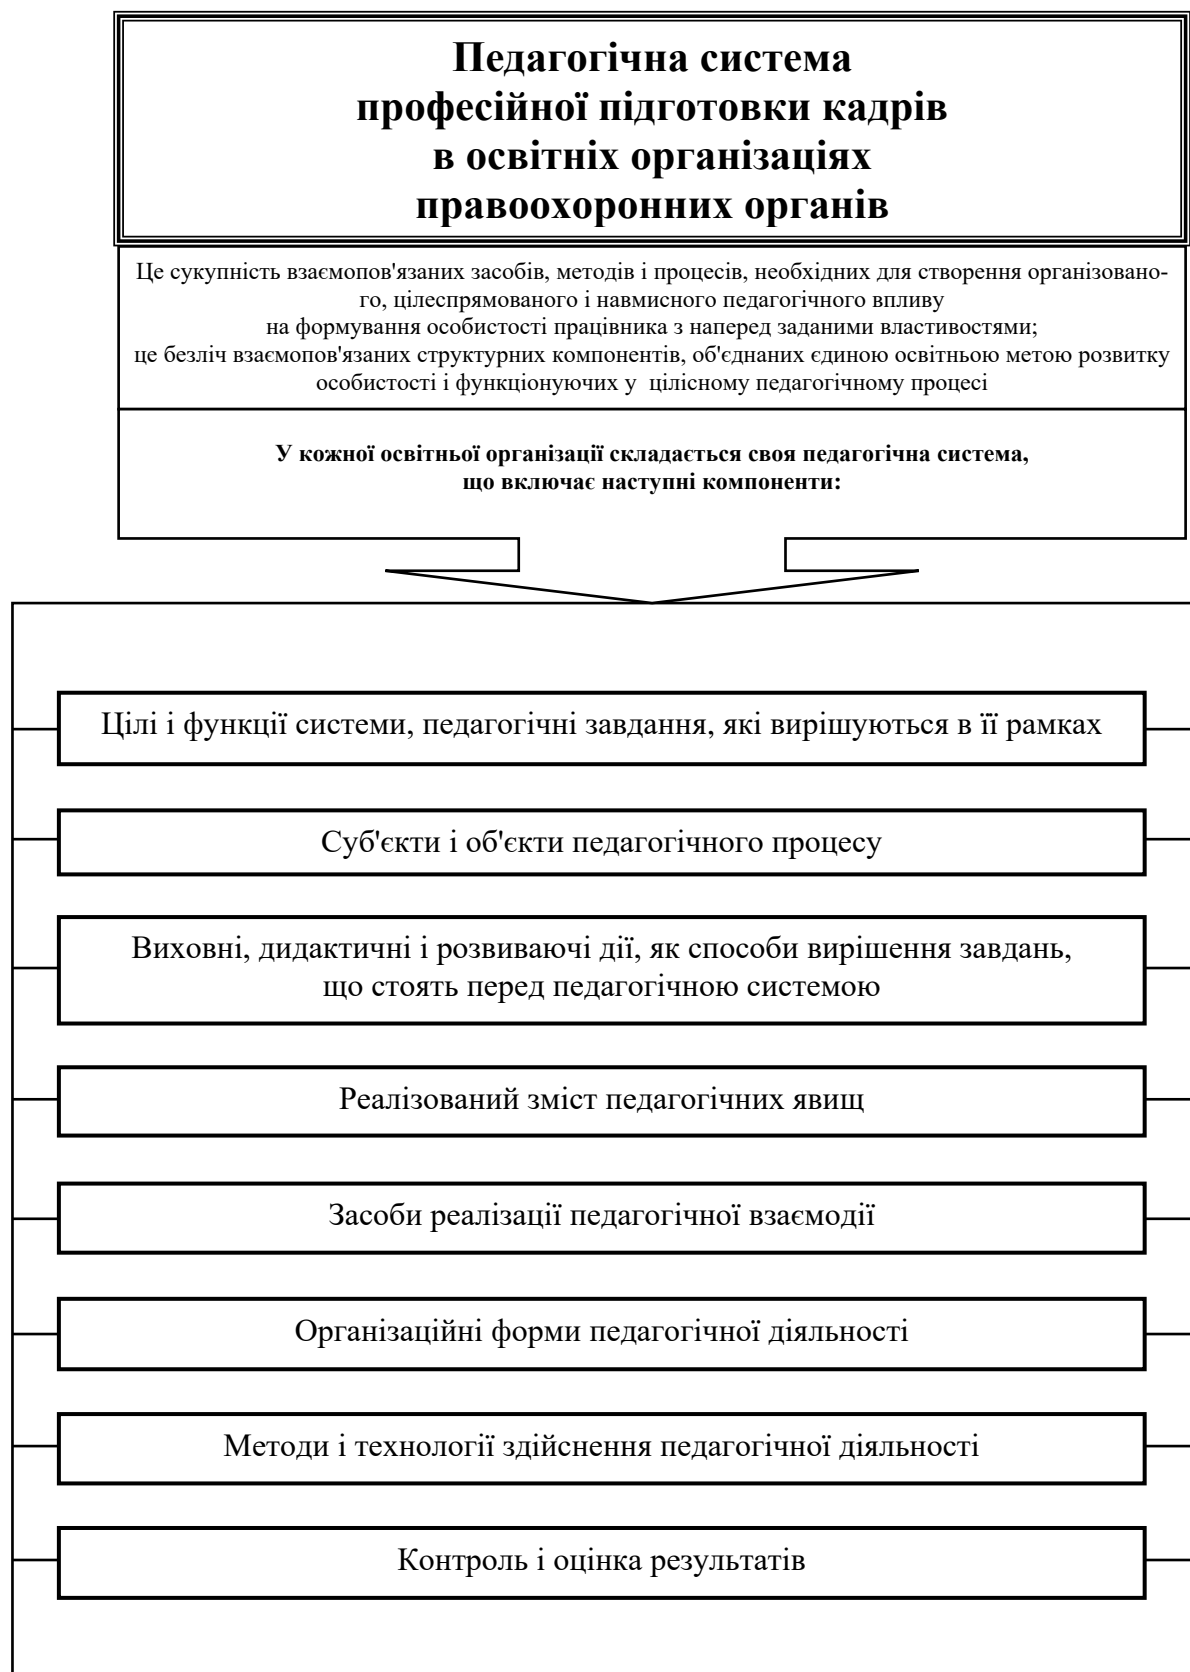 Педагогічна система
професійної підготовки кадрів
в освітніх організаціях
правоохоронних органів
Це сукупність взаємопов'язаних засобів, методів і процесів, необхідних для створення організовано-
го, цілеспрямованого і навмисного педагогічного впливу
на формування особистості працівника з наперед заданими властивостями;
це безліч взаємопов'язаних структурних компонентів, об'єднаних єдиною освітньою метою розвитку
особистості і функціонуючих у цілісному педагогічному процесі
У кожної освітньої організації складається своя педагогічна система,
що включає наступні компоненти:
Цілі і функції системи, педагогічні завдання, які вирішуються в її рамках
Суб'єкти і об'єкти педагогічного процесу
Виховні, дидактичні і розвиваючі дії, як способи вирішення завдань,
що стоять перед педагогічною системою
Реалізований зміст педагогічних явищ
Засоби реалізації педагогічної взаємодії
Організаційні форми педагогічної діяльності
Методи і технології здійснення педагогічної діяльності
Контроль і оцінка результатів